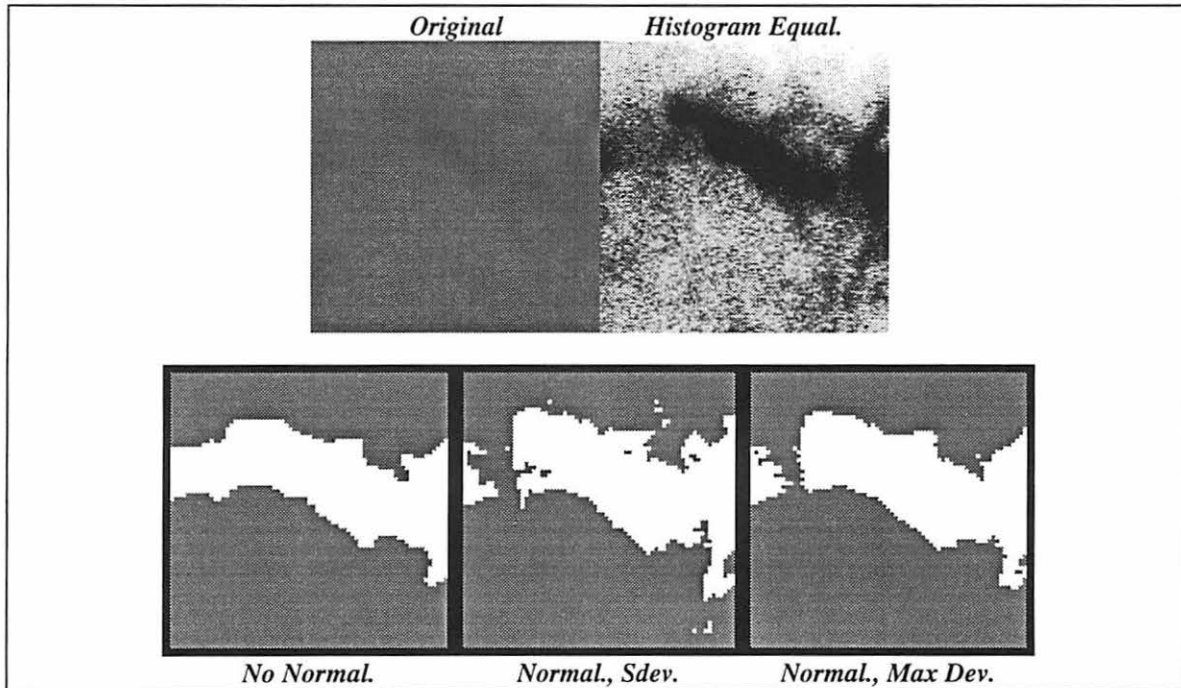 Original
Histogram Equal.
No Normal.
Normal., Sdev.
Normal., Max Dev.